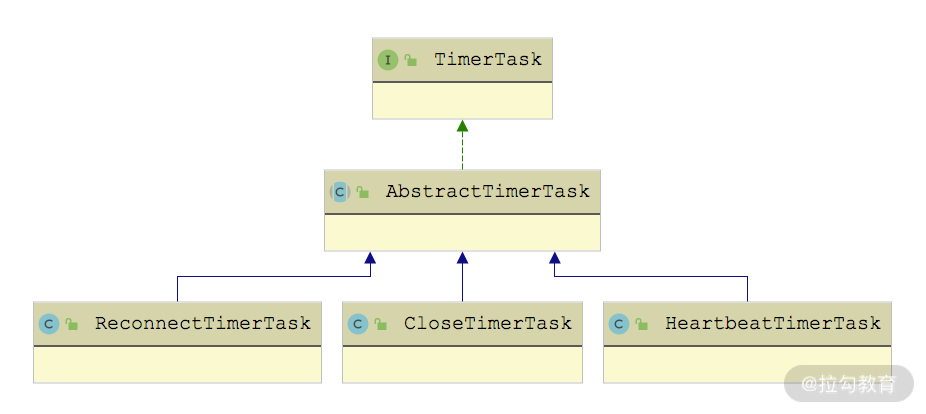 I TimerTask
C AbstractTimerTask
C ReconnectTimerTask
C CloseTimerTask
C HeartbeatTimerTask
@拉勾教育